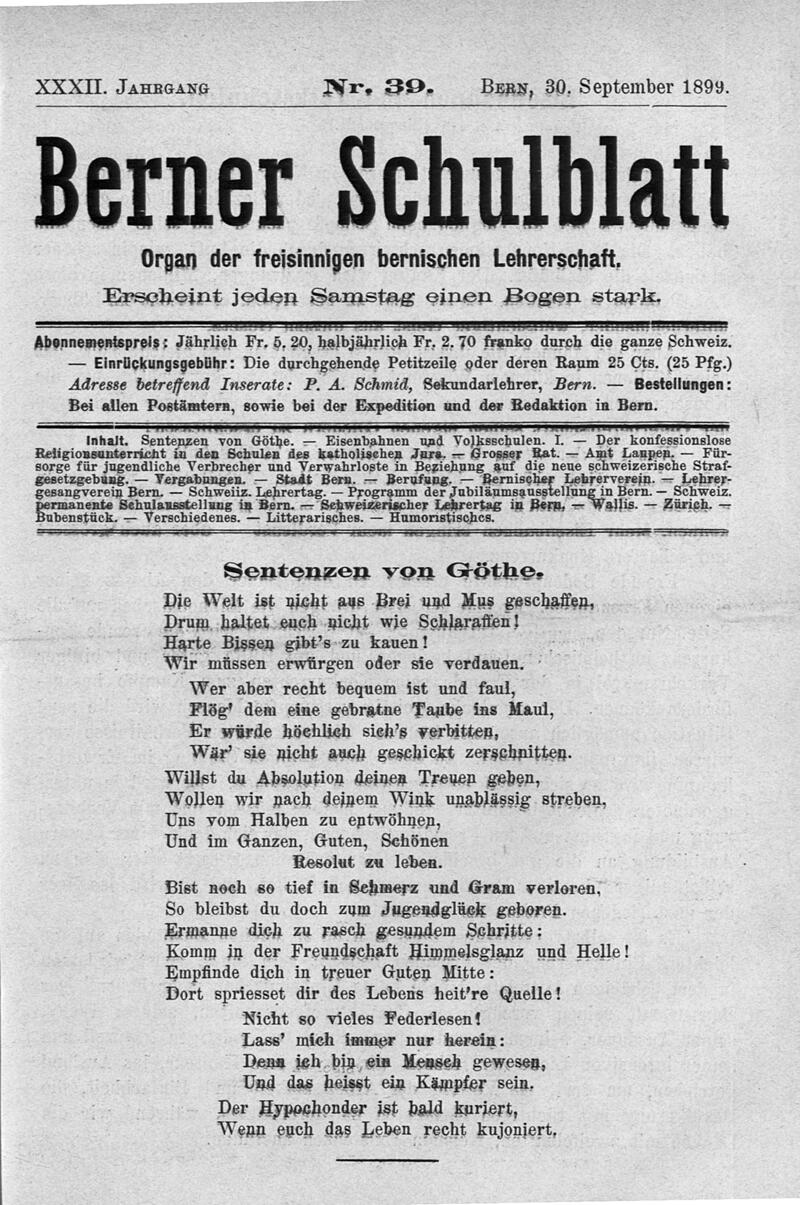 XXXII. JAHRGANG Nr. 39. BERN, 30. September 1899.
Berner Schulblatt
Organ der freisinnigen bernischen Lehrerschaft.
Erscheint jeden Samstag einen Bogen stark.
Abonnementspreis: Jährlich Fr. 5. 20, halbjährlich Fr. 2. 70 franko durch die ganze Schweiz.
— Einrückungsgebühr: Die durchgehende Petitzeile oder deren Raum 25 Cts. (25 Pfg.)
Adresse betreffend Inserate: P. A. Schmid, Sekundarlehrer, Bern. — Bestellungen:
Bei allen Postämtern, sowie bei der Expedition und der Redaktion in Bern.
Inhalt. Sentenzen von Göthe. — Eisenbahnen und Volksschulen. I. — Der konfessionslose
Religionsunterricht in den Schulen des katholischen Jura. — Grosser Rat. — Amt Laupen. — Für-
sorge für jugendliche Verbrecher und Verwahrloste in Beziehung auf die neue schweizerische Straf-
gesetzgebung. — Vergabungen. — Stadt Bern. — Berufung. — Bernischer Lehrerverein. — Lehrer-
gesangverein Bern. — Schweiiz. Lehrertag. — Programm der Jubiläumsausstellung in Bern. — Schweiz.
permanente Schulausstellung in Bern. — Schweizerischer Lehrertag in Bern. — Wallis. — Zürich. —
Bubenstück. — Verschiedenes. — Litterarisches. — Humoristisches.
Sentenzen von Göthe.
Die Welt ist nicht aus Brei und Mus geschaffen,
Drum haltet euch nicht wie Schlaraffen!
Harte Bissen gibt's zu kauen!
Wir müssen erwürgen oder sie verdauen.
Wer aber recht bequem ist und faul,
Flög' dem eine gebratne Taube ins Maul,
Er würde höchlich sich's verbitten,
Wär' sie nicht auch geschickt zerschnitten.
Willst du Absolution deinen Treuen geben,
Wollen wir nach deinem Wink unablässig streben,
Uns vom Halben zu entwöhnen,
Und im Ganzen, Guten, Schönen
Resolut zu leben.
Bist noch so tief in Schmerz und Gram verloren,
So bleibst du doch zum Jugendglück geboren.
Ermanne dich zu rasch gesundem Schritte:
Komm in der Freundschaft Himmelsglanz und Helle!
Empfinde dich in treuer Guten Mitte:
Dort spriesset dir des Lebens heit're Quelle!
Nicht so vieles Federlesen!
Lass' mich immer nur herein:
Denn ich bin ein Mensch gewesen,
Und das heisst ein Kämpfer sein.
Der Hypochonder ist bald kuriert,
Wenn euch das Leben recht kujoniert.